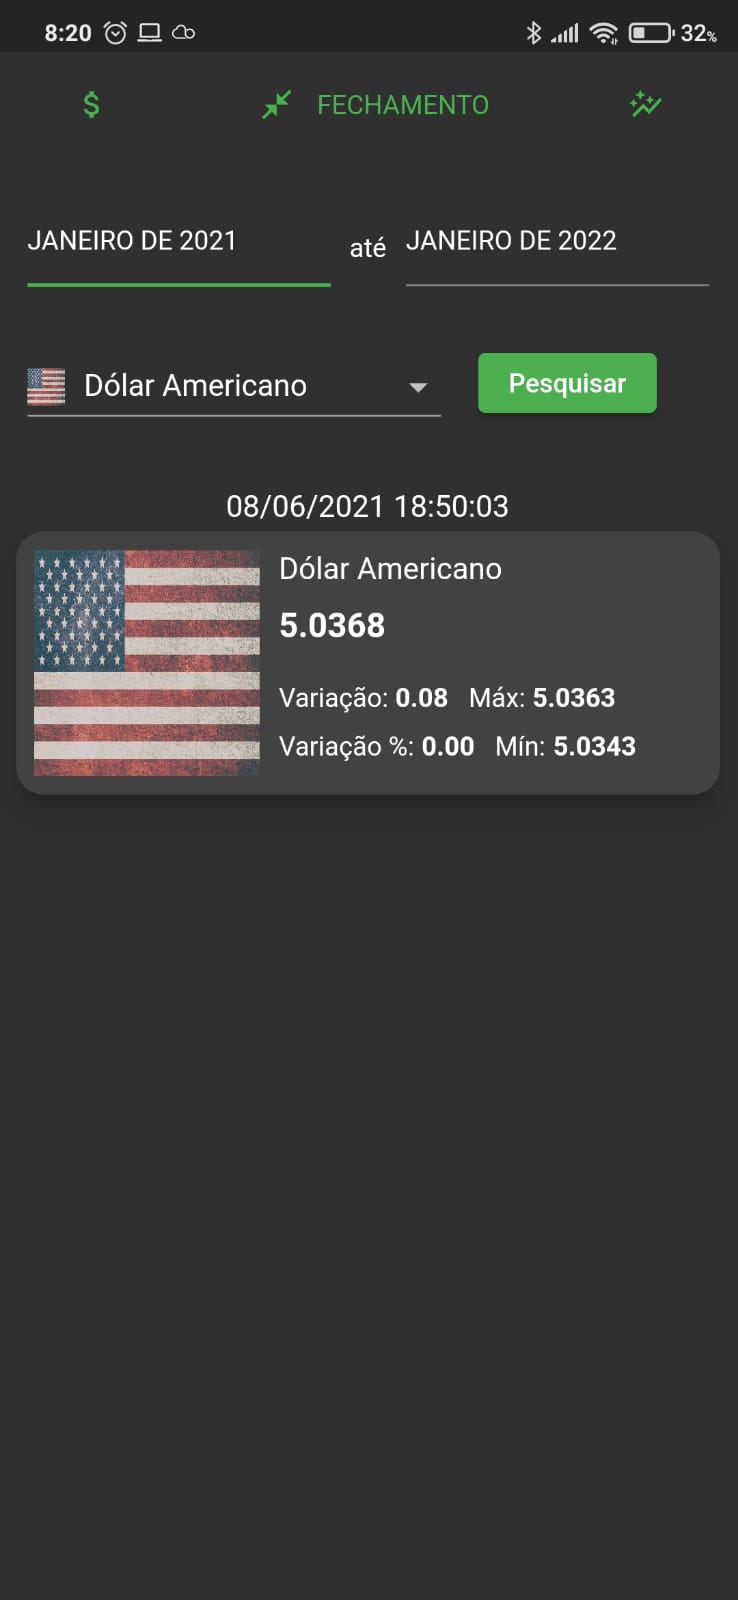 8:20 32%
$ FECHAMENTO
JANEIRO DE 2021 até JANEIRO DE 2022
Dólar Americano Pesquisar
08/06/2021 18:50:03
Dólar Americano
5.0368
Variação: 0.08 Máx: 5.0363
Variação %: 0.00 Mín: 5.0343